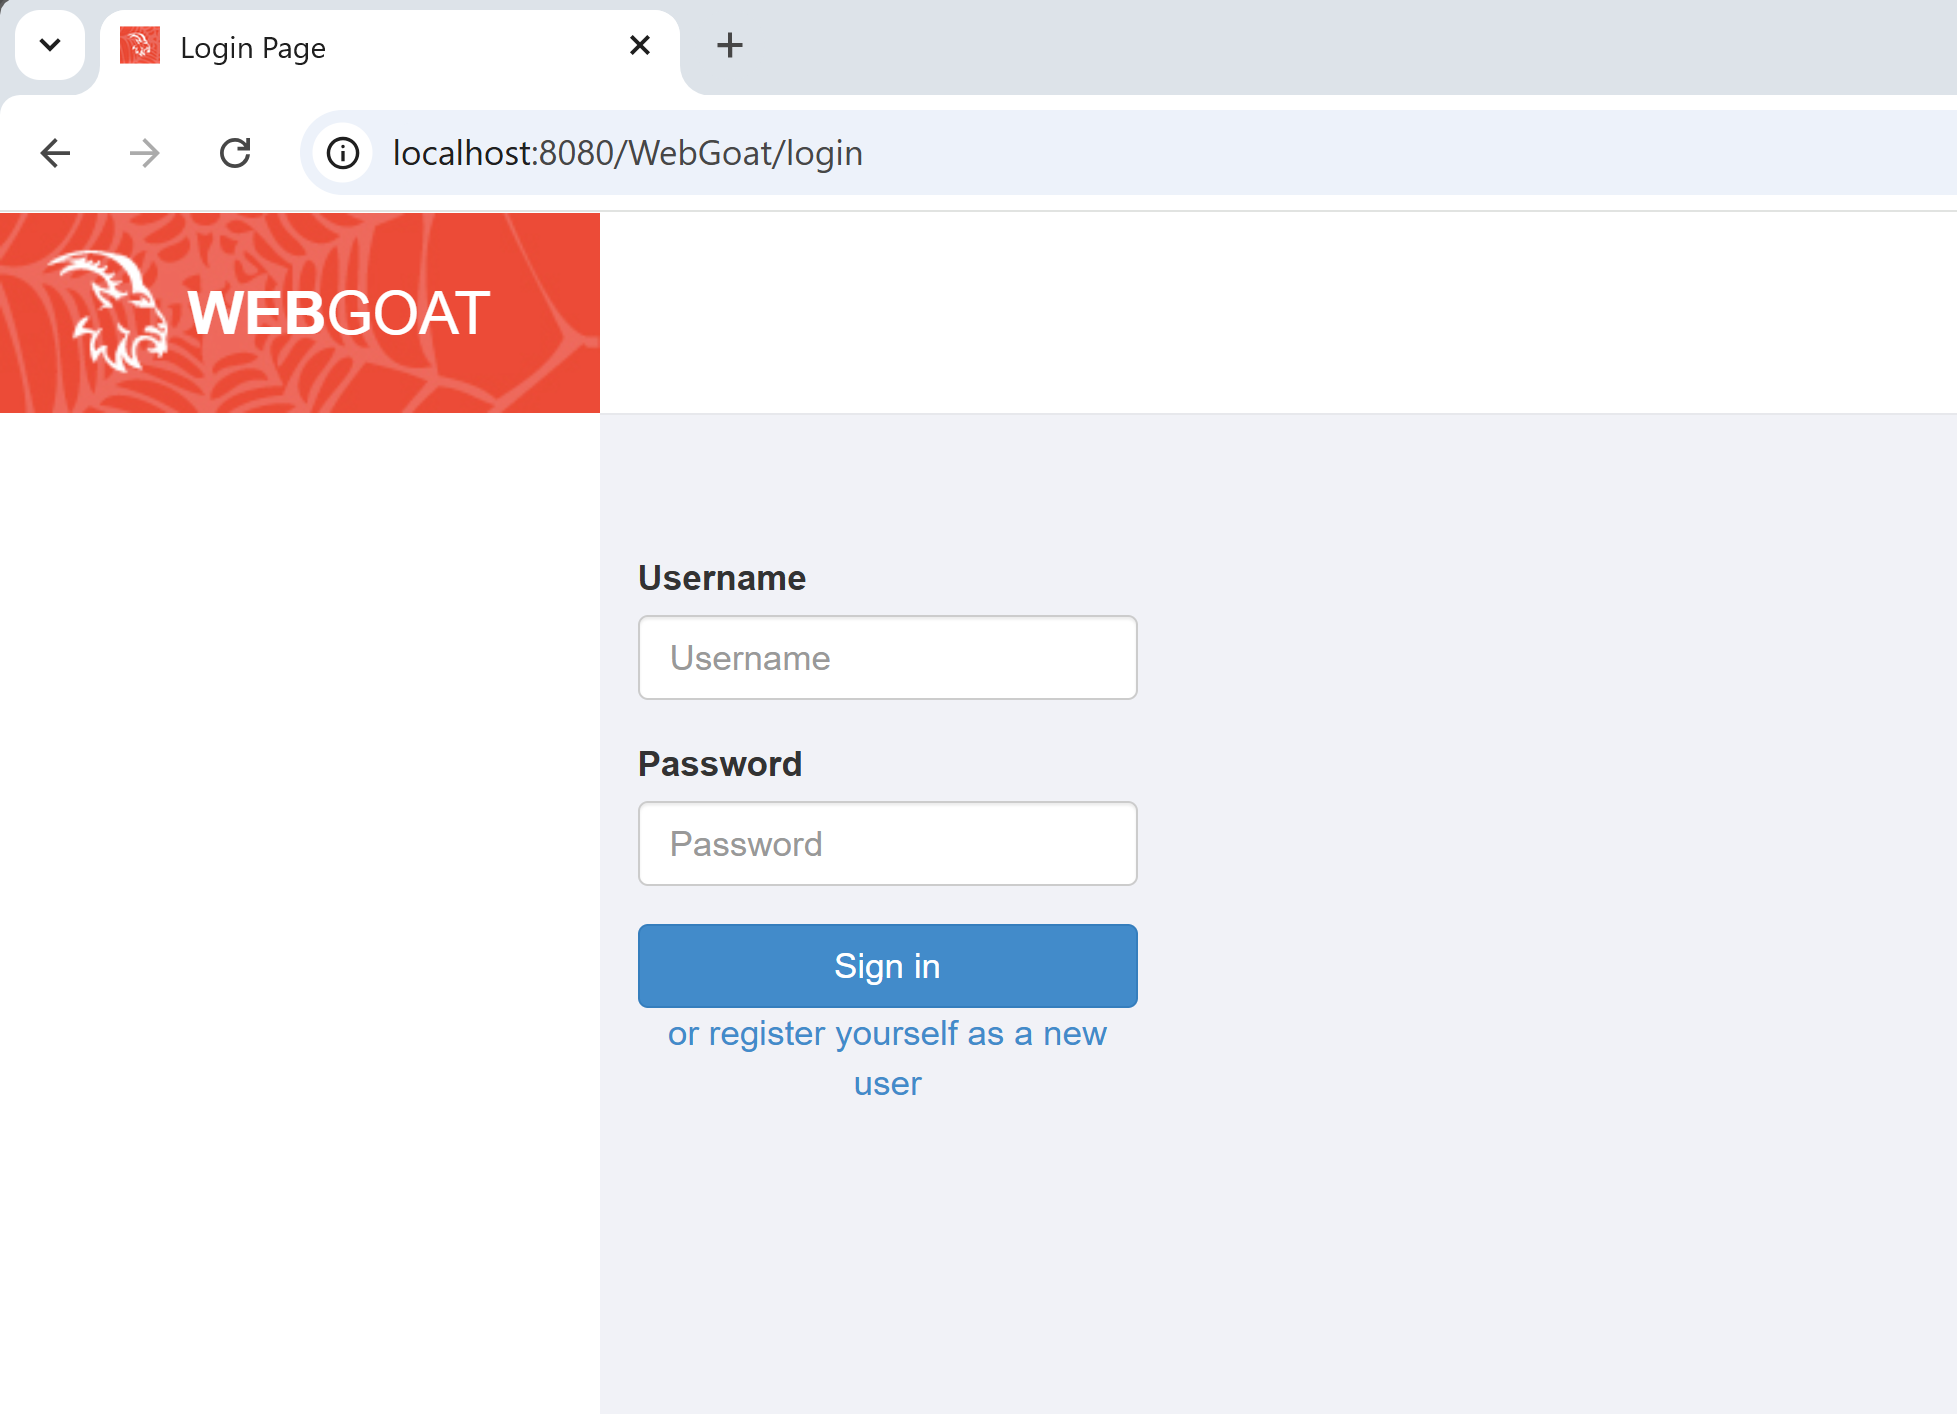 Login Page
localhost:8080/WebGoat/login
WEBGOAT
Username
Username
Password
Password
Sign in
or register yourself as a new
user